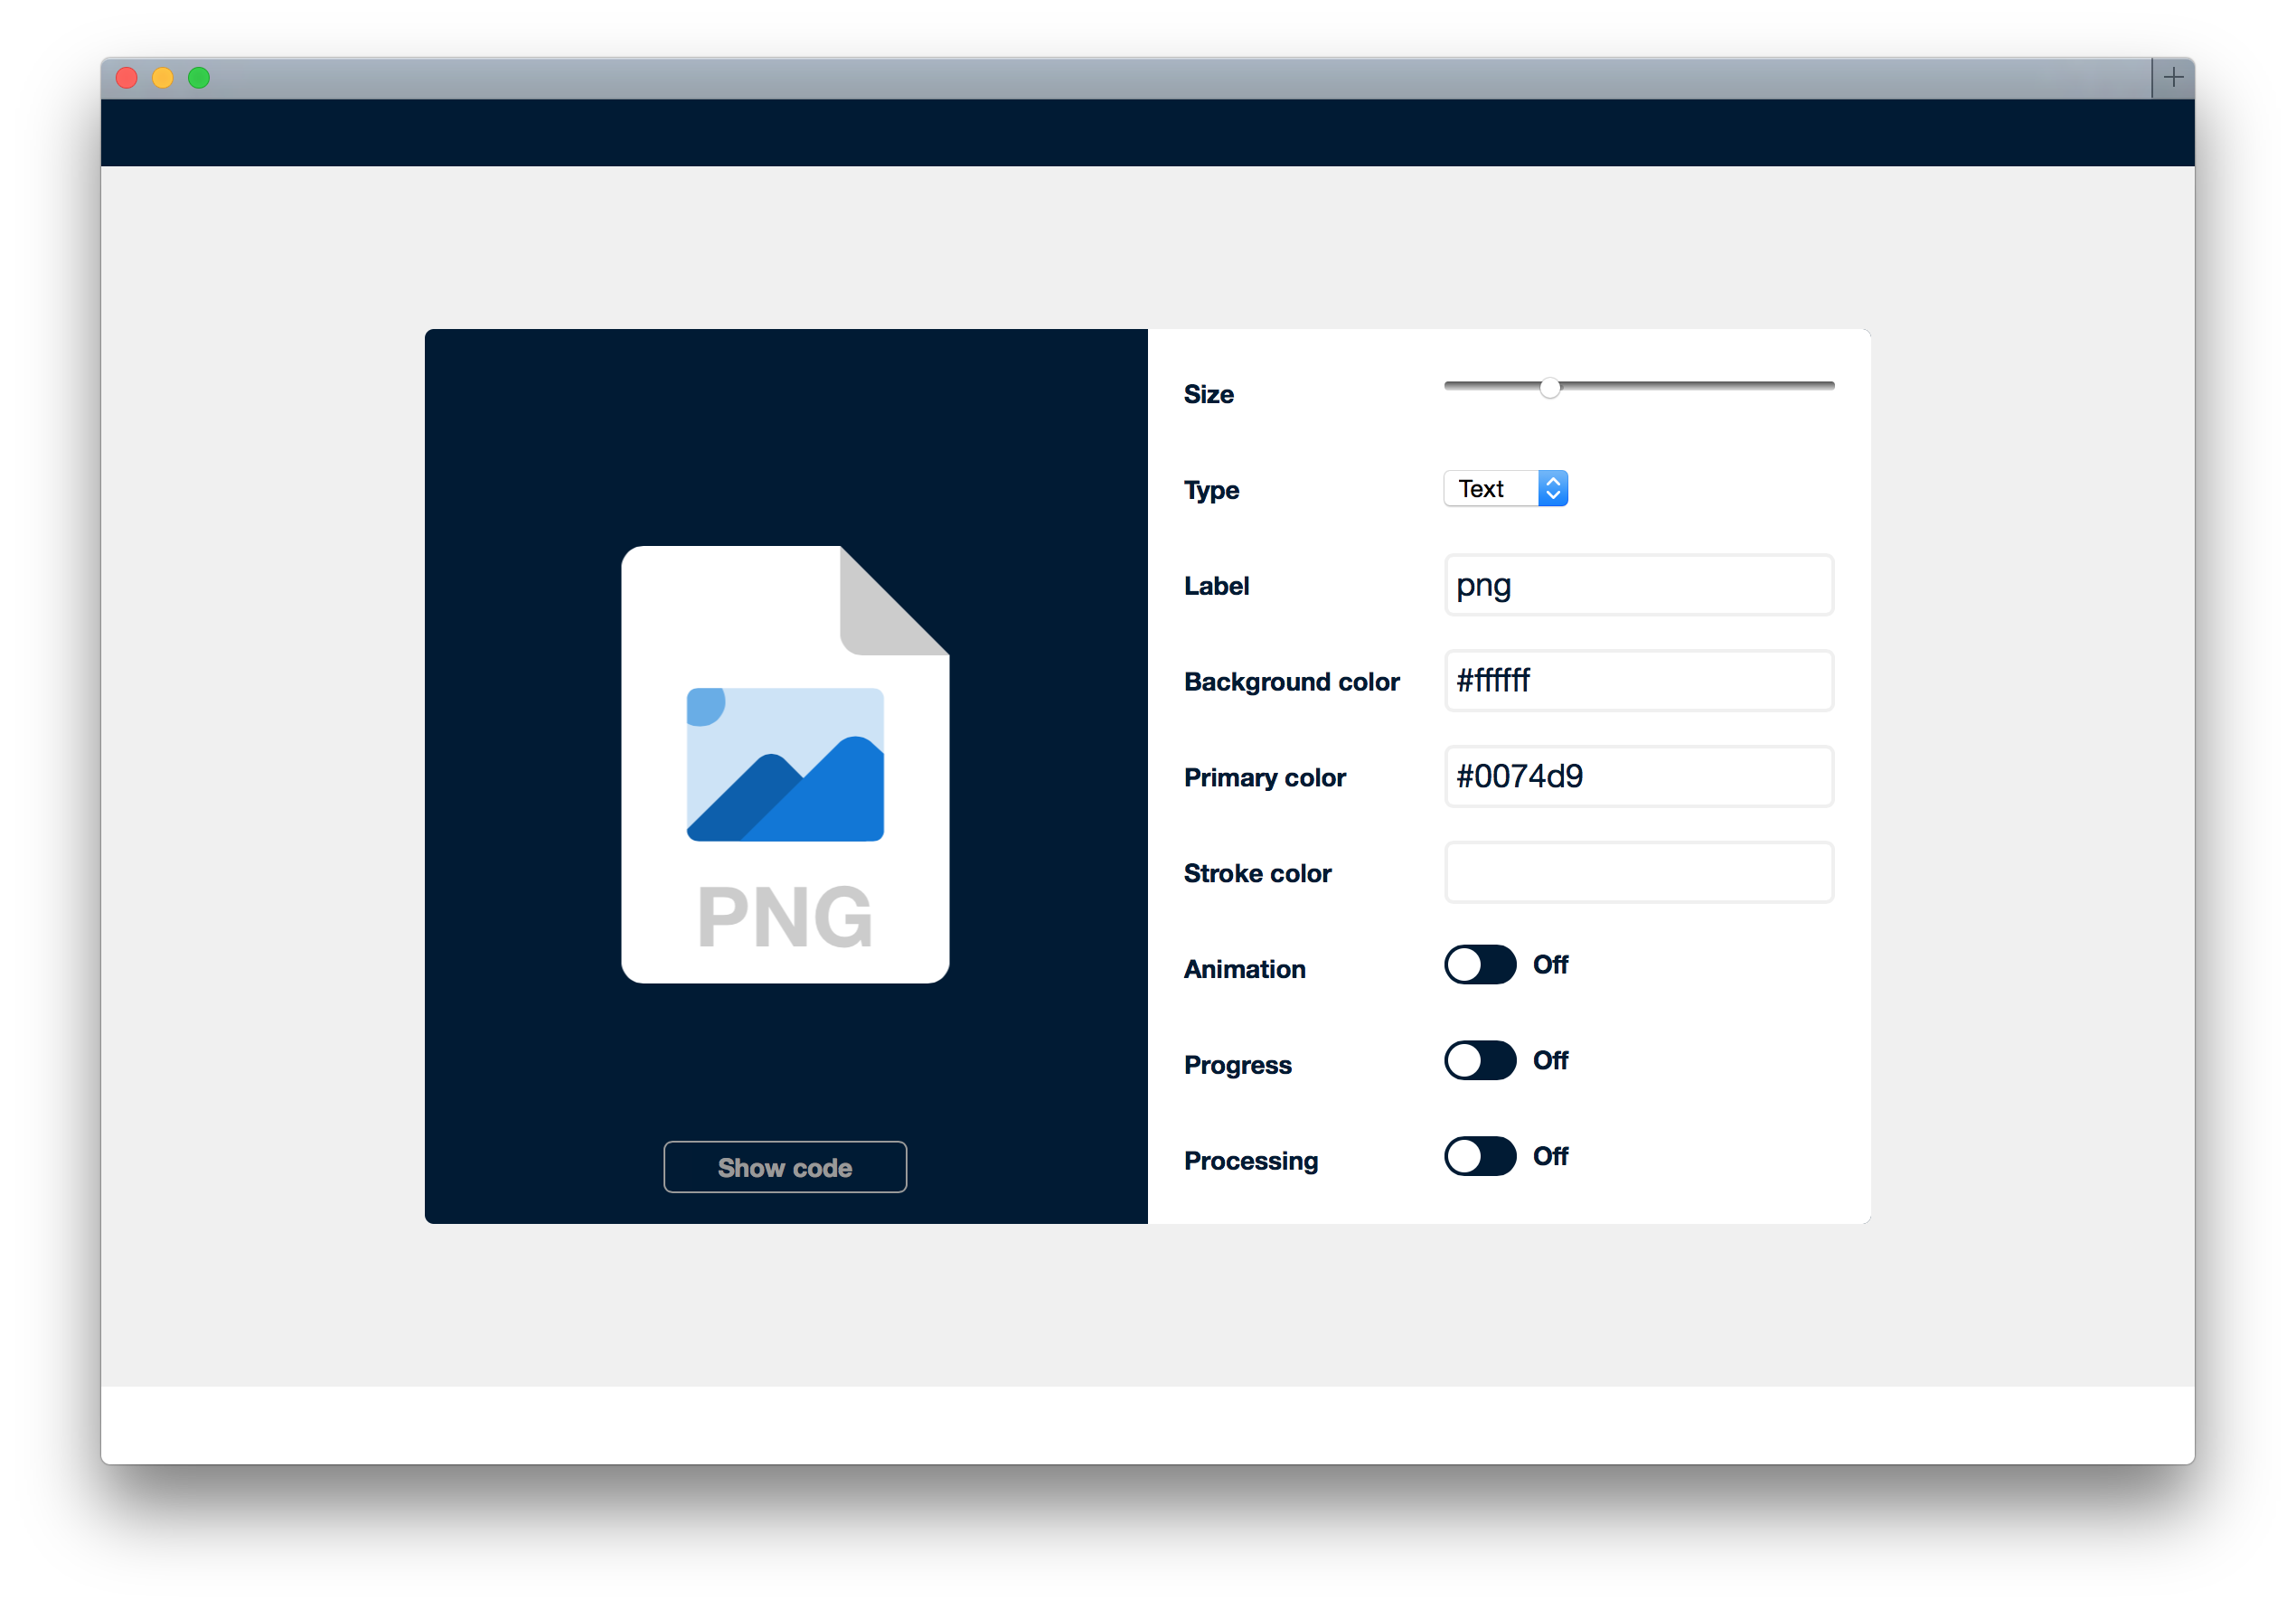 Size
Type
Text
Label
png
Background color
#ffffff
Primary color
#0074d9
Stroke color
Animation
Off
Progress
Off
Processing
Off
PNG
Show code